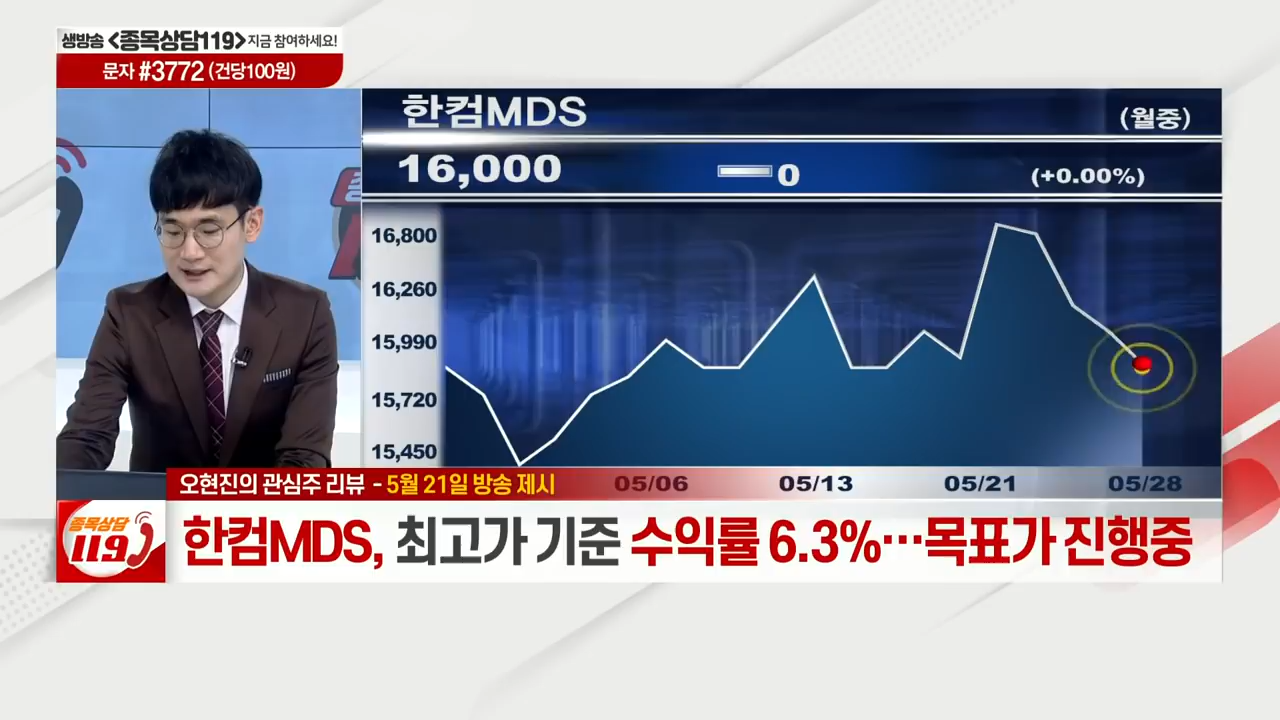 생방송 <종목상담119> 지금 참여하세요!
문자 #3772 (건당100원)
한컴MDS
(월중)
16,000
0
(+0.00%)
16,800
16,260
15,990
15,720
15,450
05/06
05/13
05/21
05/28
오현진의 관심주 리뷰 - 5월 21일 방송 제시
종목상담
119
한컴MDS, 최고가 기준 수익률 6.3%…목표가 진행중